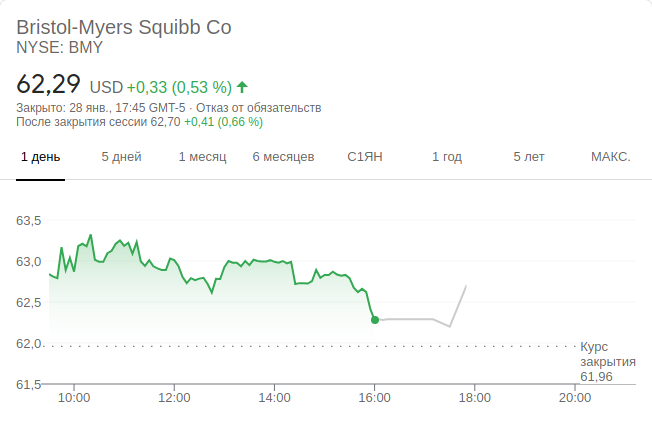 Bristol-Myers Squibb Co
NYSE: BMY
62,29 USD +0,33 (0,53 %)
Закрыто: 28 янв., 17:45 GMT-5 · Отказ от обязательств
После закрытия сессии 62,70 +0,41 (0,66 %)
1 день 5 дней 1 месяц 6 месяцев С1ЯН 1 год 5 лет МАКС.
63,5
63,0
62,5
62,0
61,5
Курс
закрытия
61,96
10:00 12:00 14:00 16:00 18:00 20:00